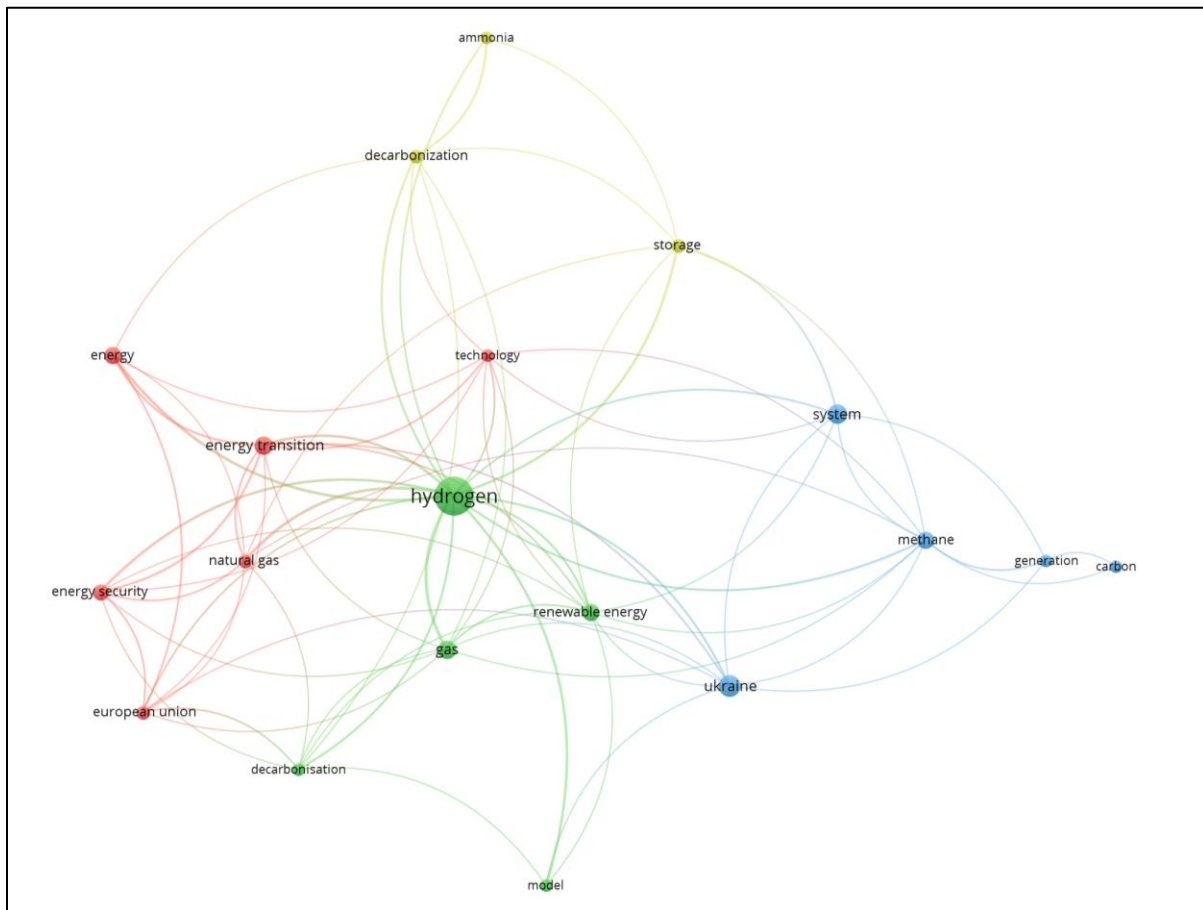 ammonia
decarbonization
storage
energy
technology
system
energy transition
hydrogen
methane
natural gas
generation
carbon
energy security
renewable energy
gas
ukraine
european union
decarbonisation
model